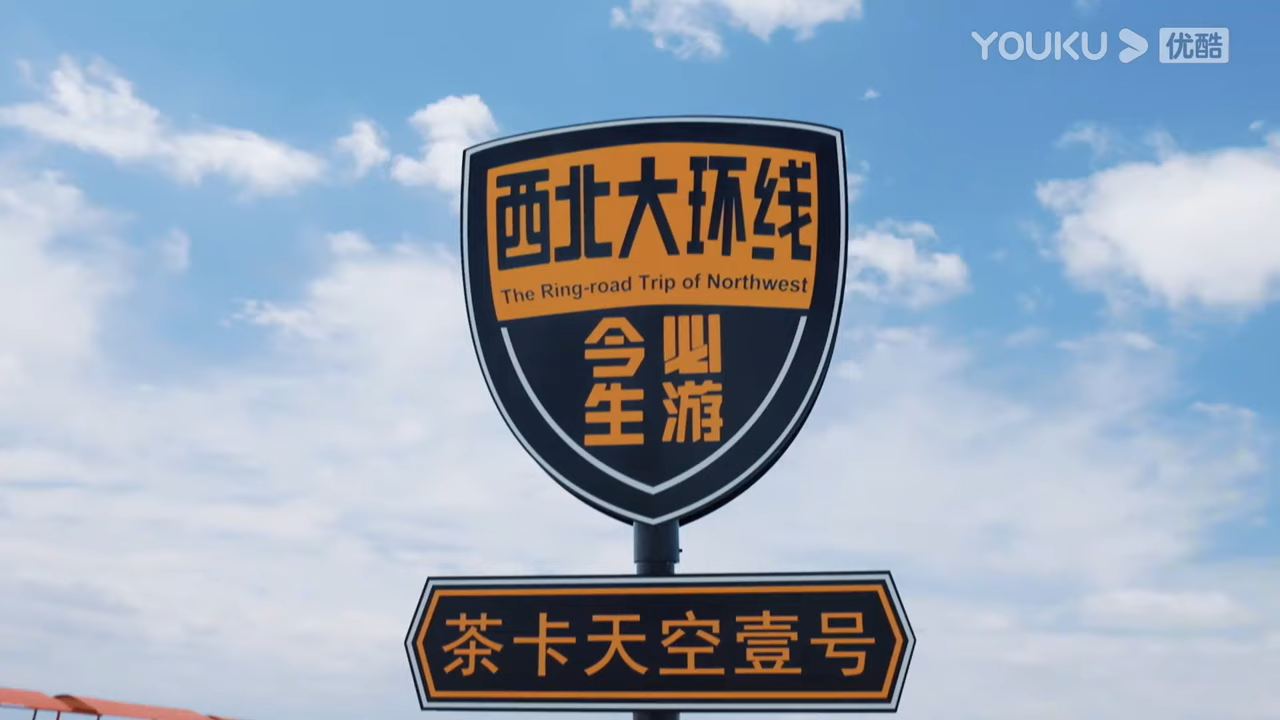 YOUKU 优酷
西北大环线
The Ring-road Trip of Northwest
今必
生游
茶卡天空壹号